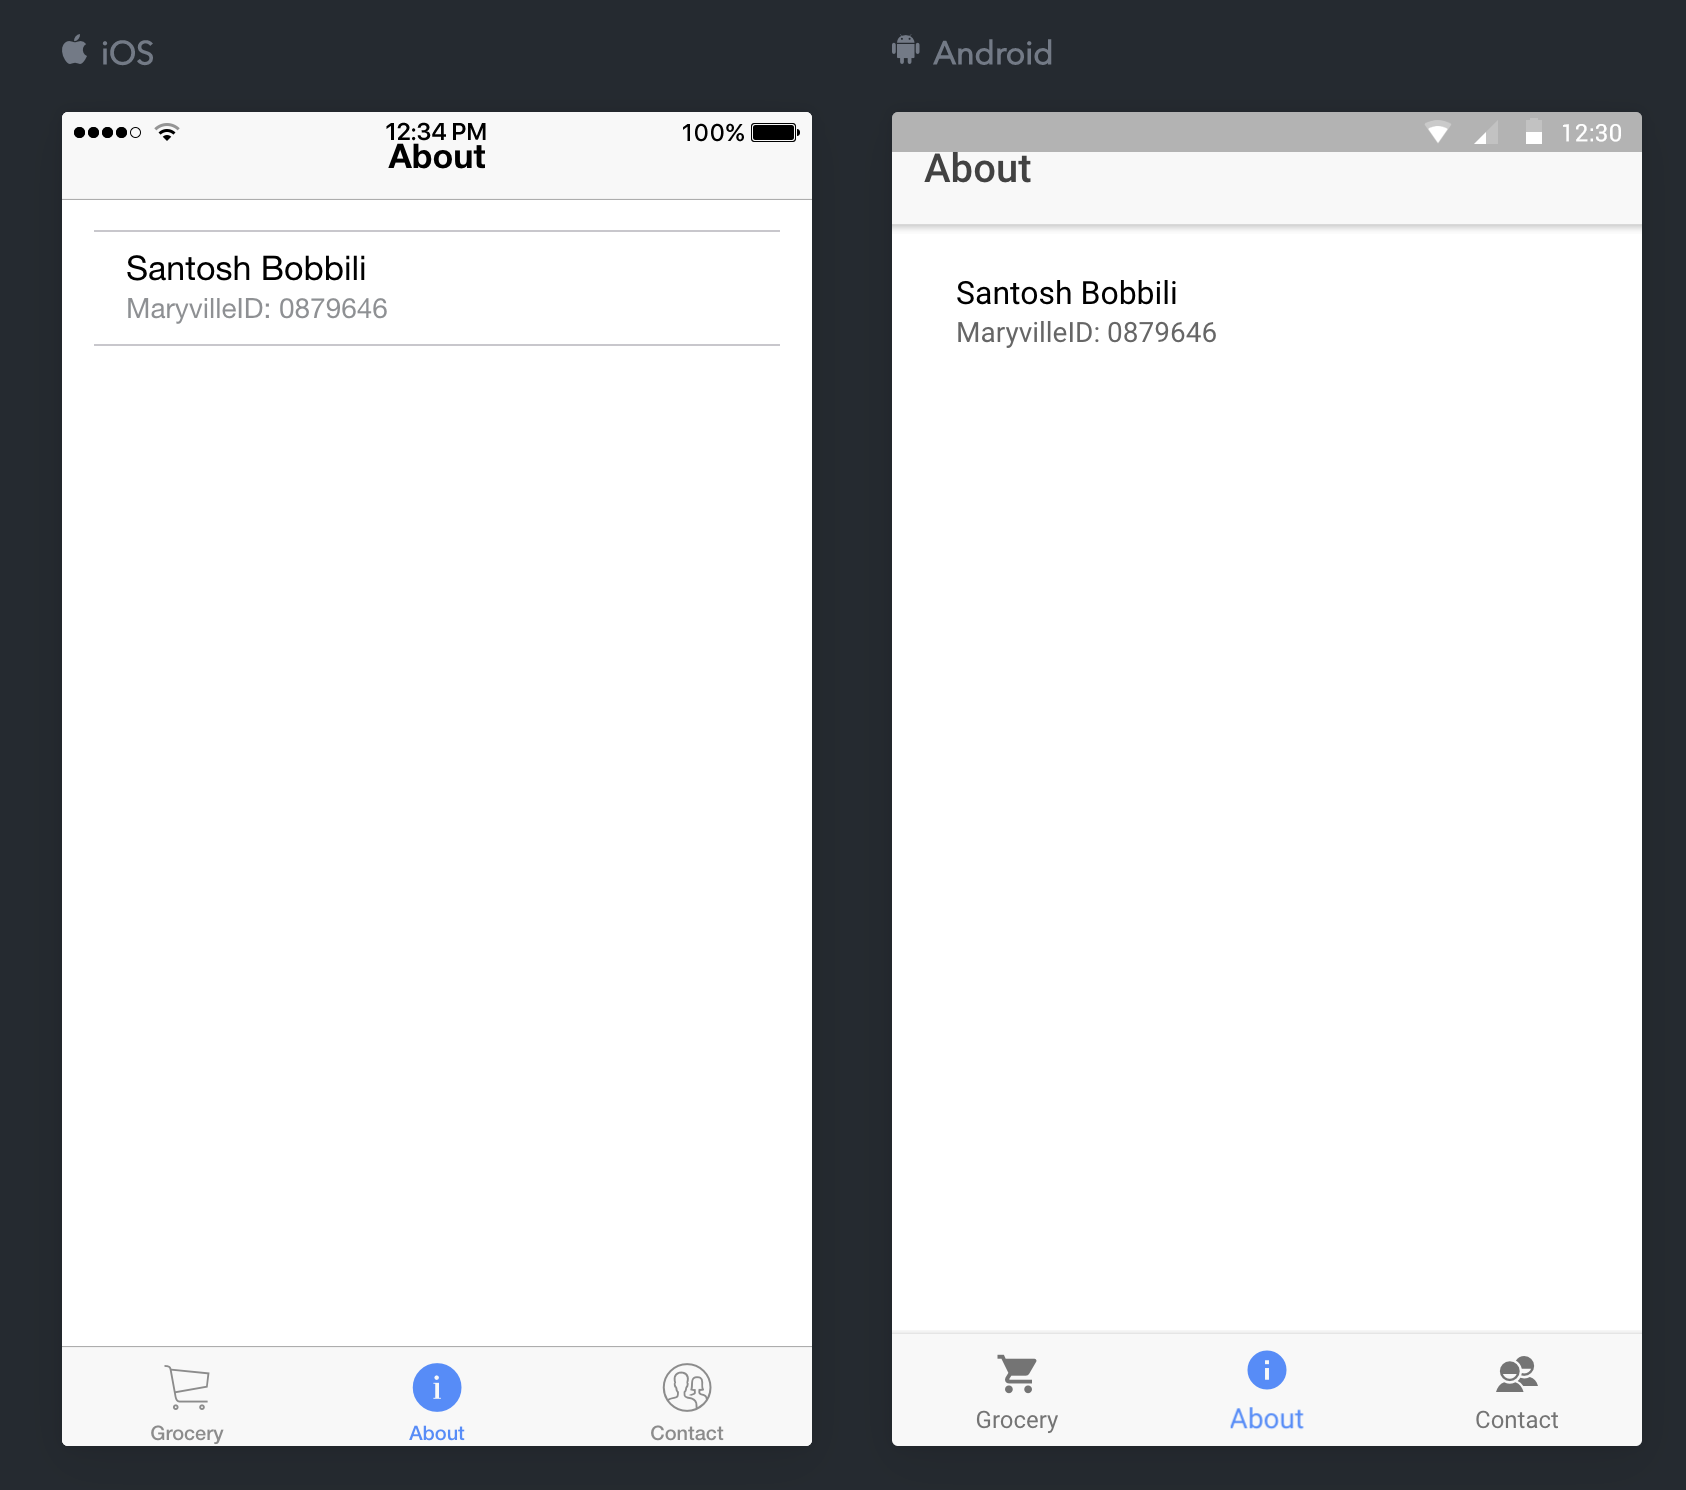 iOS
12:34 PM
100%
About
Santosh Bobbili
MaryvilleID: 0879646
Grocery
About
Contact
Android
12:30
About
Santosh Bobbili
MaryvilleID: 0879646
Grocery
About
Contact